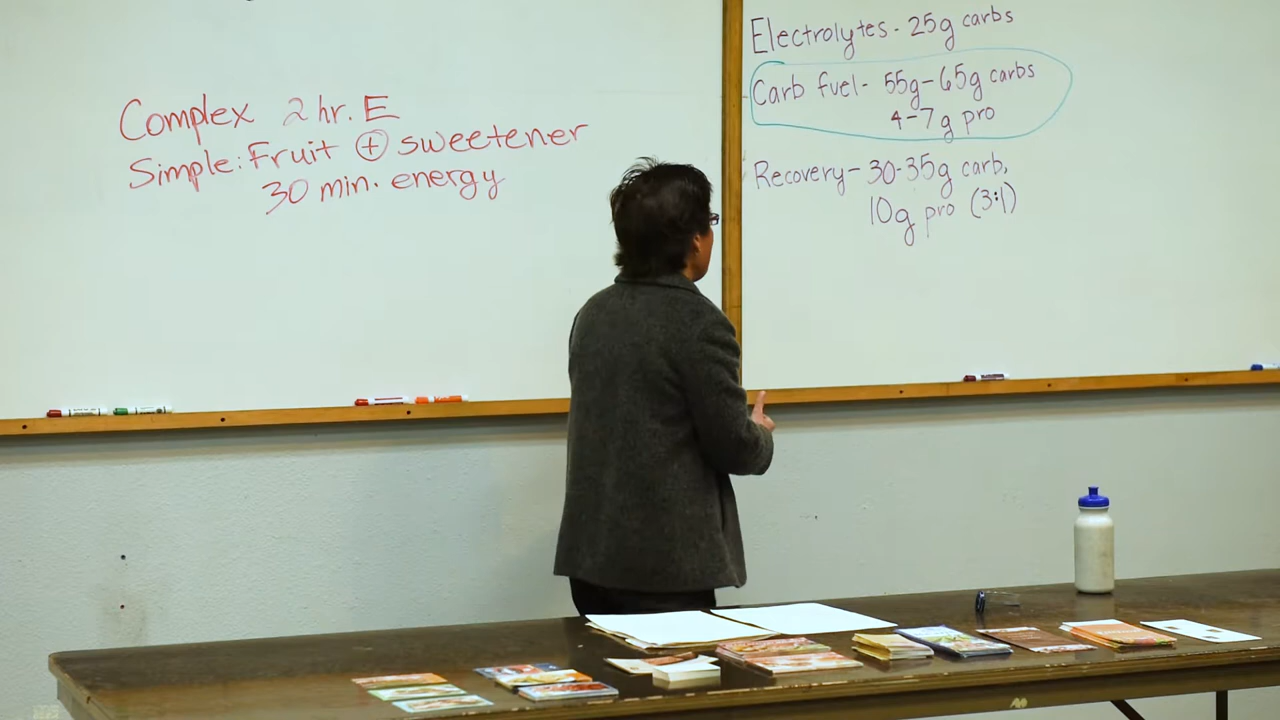 Complex 2 hr. E
Simple: Fruit ⊕ sweetener
30 min. energy
Electrolytes - 25g carbs
Carb fuel - 55g-65g carbs
4-7g pro
Recovery - 30-35g carb,
10g pro (3:1)